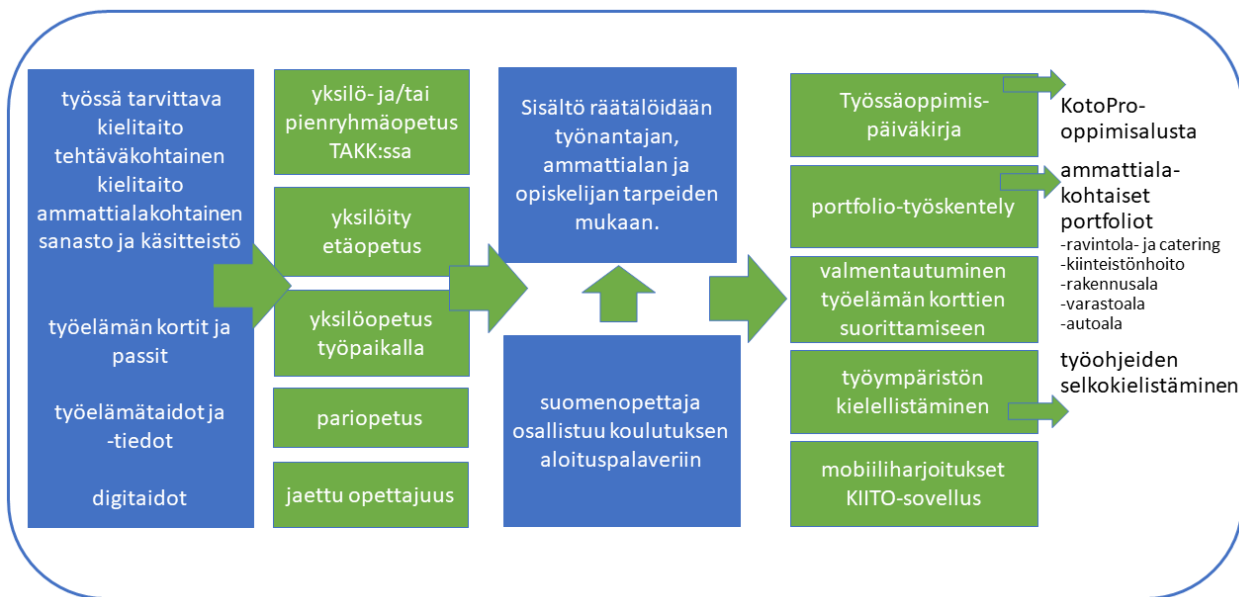 työssä tarvittava
kielitaito
tehtäväkohtainen
kielitaito
ammattialakohtainen
sanasto ja käsitteistö
työelämän kortit ja
passit
työelämätaidot ja
-tiedot
digitaidot
yksilö- ja/tai
pienryhmäopetus
TAKK:ssa
yksilöity
etäopetus
yksilöopetus
työpaikalla
pariopetus
jaettu opettajuus
Sisältö räätälöidään
työnantajan,
ammattialan ja
opiskelijan tarpeiden
mukaan.
suomenopettaja
osallistuu koulutuksen
aloituspalaveriin
Työssäoppimis-
päiväkirja
portfolio-työskentely
valmentautuminen
työelämän korttien
suorittamiseen
työympäristön
kielellistäminen
mobiiliharjoitukset
KIITO-sovellus
KotoPro-
oppimisalusta
ammattiala-
kohtaiset
portfoliot
-ravintola- ja catering
-kiinteistönhoito
-rakennusala
-varastoala
-autoala
työohjeiden
selkokielistäminen